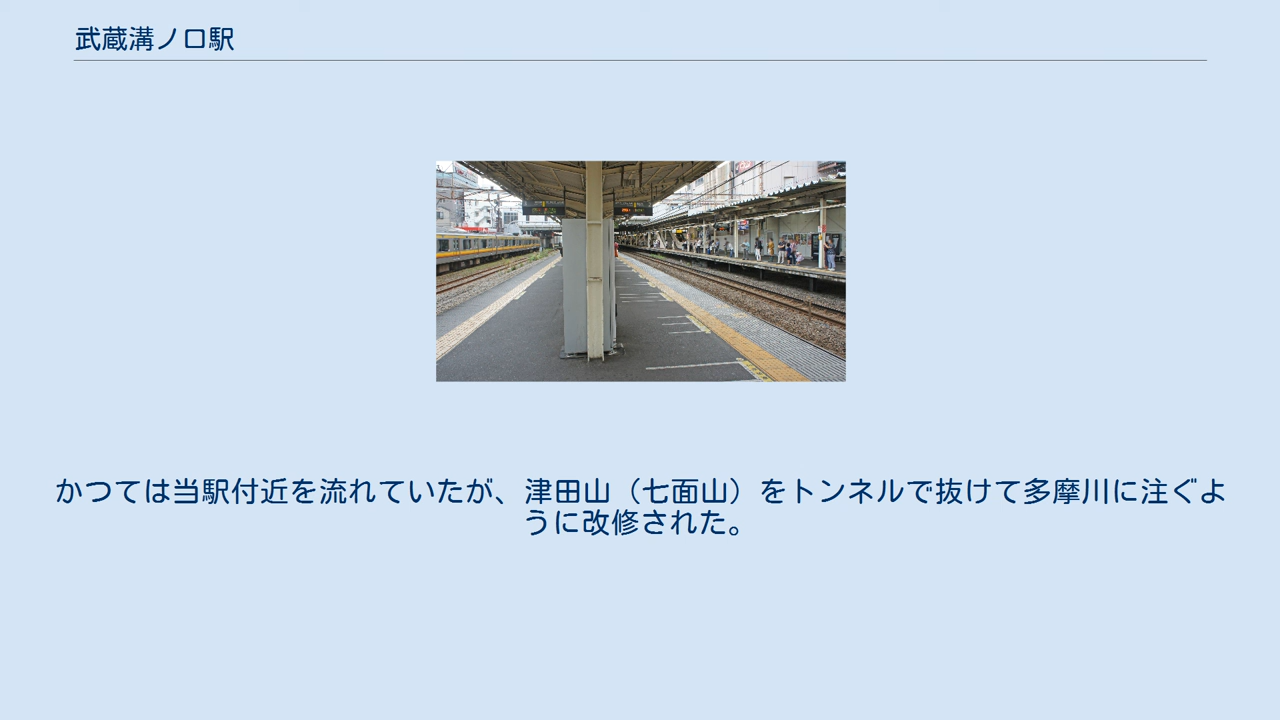 武蔵溝ノ口駅
かつては当駅付近を流れていたが、津田山（七面山）をトンネルで抜けて多摩川に注ぐよ
うに改修された。